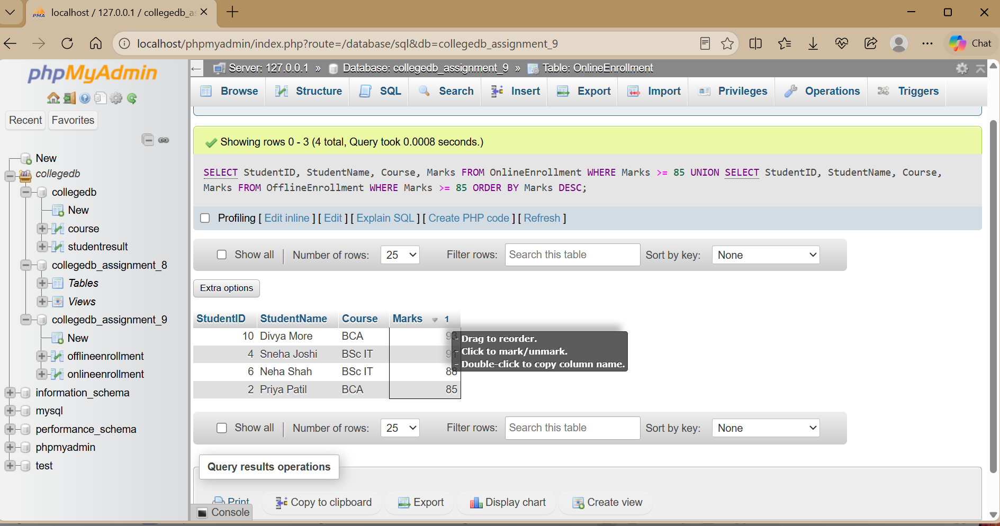 localhost / 127.0.0.1 / collegedb_as
localhost/phpmyadmin/index.php?route=/database/sql&db=collegedb_assignment_9
Chat
phpMyAdmin
Recent
Favorites
New
collegedb
collegedb
New
course
studentresult
collegedb_assignment_8
Tables
Views
collegedb_assignment_9
New
offlineenrollment
onlineenrollment
information_schema
mysql
performance_schema
phpmyadmin
test
Server: 127.0.0.1 » Database: collegedb_assignment_9 » Table: OnlineEnrollment
Browse Structure SQL Search Insert Export Import Privileges Operations Triggers
Showing rows 0 - 3 (4 total, Query took 0.0008 seconds.)
SELECT StudentID, StudentName, Course, Marks FROM OnlineEnrollment WHERE Marks >= 85 UNION SELECT StudentID, StudentName, Course,
Marks FROM OfflineEnrollment WHERE Marks >= 85 ORDER BY Marks DESC;
Profiling [ Edit inline ] [ Edit ] [ Explain SQL ] [ Create PHP code ] [ Refresh ]
Show all Number of rows: 25 Filter rows: Search this table Sort by key: None
Extra options
StudentID StudentName Course Marks 1
10 Divya More BCA 93
4 Sneha Joshi BSc IT 91
6 Neha Shah BSc IT 88
2 Priya Patil BCA 85
- Drag to reorder.
- Click to mark/unmark.
- Double-click to copy column name.
Show all Number of rows: 25 Filter rows: Search this table Sort by key: None
Query results operations
Print Copy to clipboard Export Display chart Create view
Console